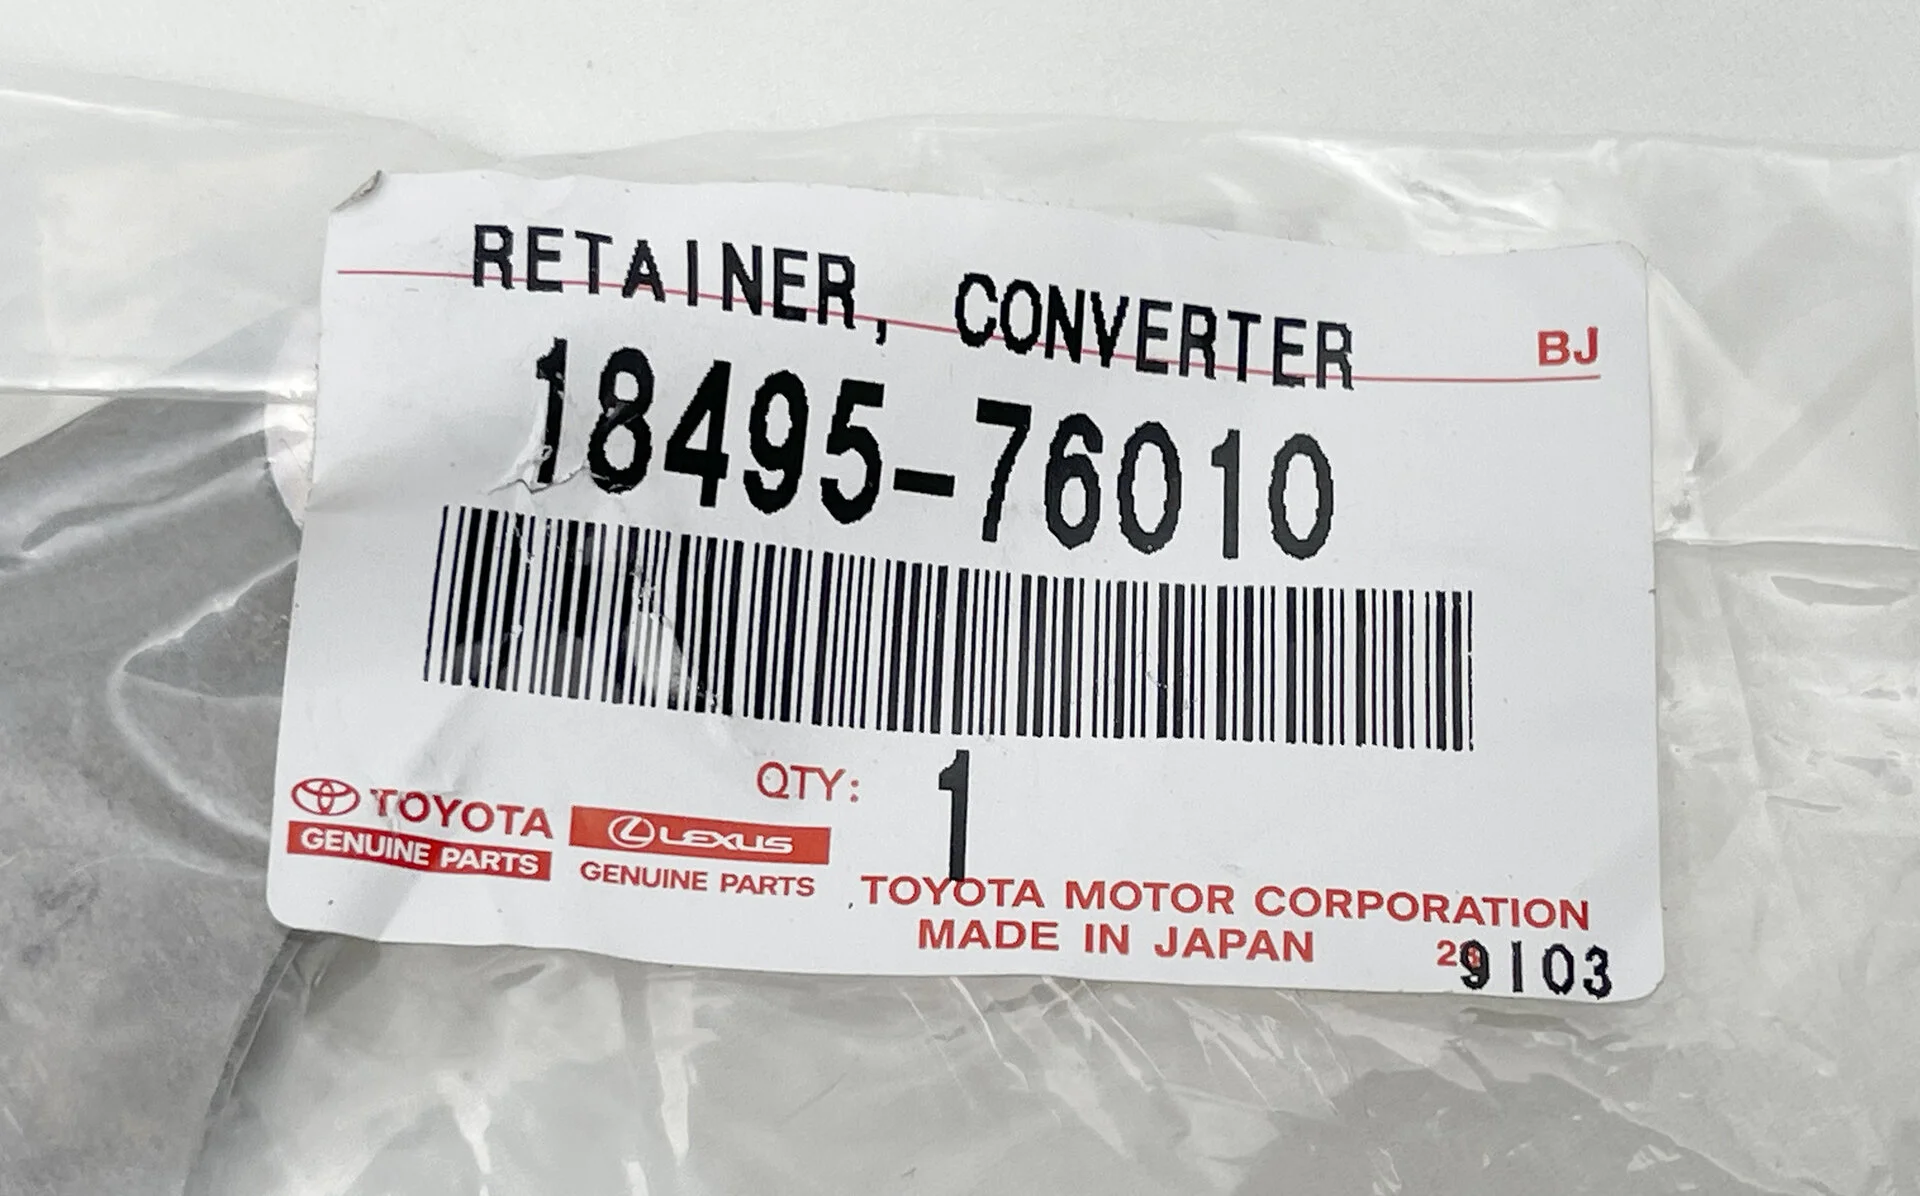 RETAINER, CONVERTER
BJ
18495-76010
QTY: 1
TOYOTA
GENUINE PARTS
LEXUS
GENUINE PARTS
TOYOTA MOTOR CORPORATION
MADE IN JAPAN
9103